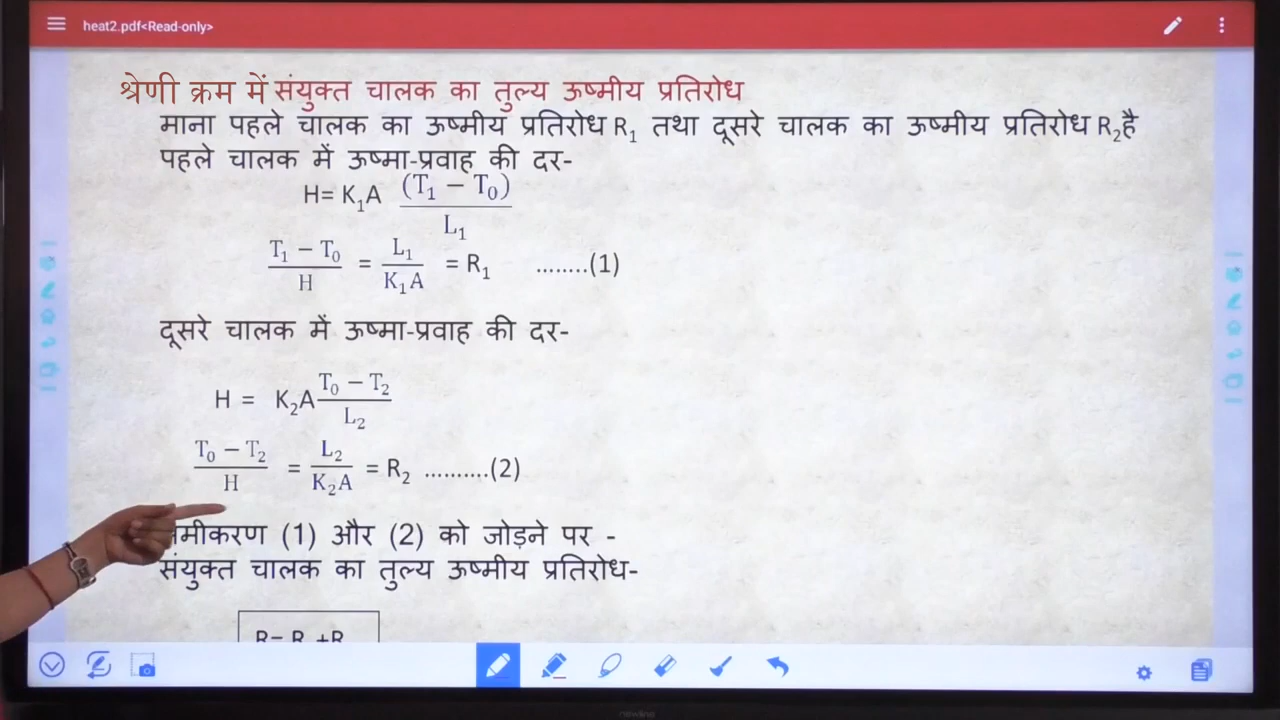 heat2.pdf<Read-only>
श्रेणी क्रम में संयुक्त चालक का तुल्य ऊष्मीय प्रतिरोध
माना पहले चालक का ऊष्मीय प्रतिरोध R₁ तथा दूसरे चालक का ऊष्मीय प्रतिरोध R₂है
पहले चालक में ऊष्मा-प्रवाह की दर-
H= K₁A (T₁ − T₀)/L₁
(T₁ − T₀)/H = L₁/(K₁A) = R₁ ........(1)
दूसरे चालक में ऊष्मा-प्रवाह की दर-
H = K₂A (T₀ − T₂)/L₂
(T₀ − T₂)/H = L₂/(K₂A) = R₂ ..........(2)
(1) और (2) को जोड़ने पर -
संयुक्त चालक का तुल्य ऊष्मीय प्रतिरोध-
R= R +R
newline